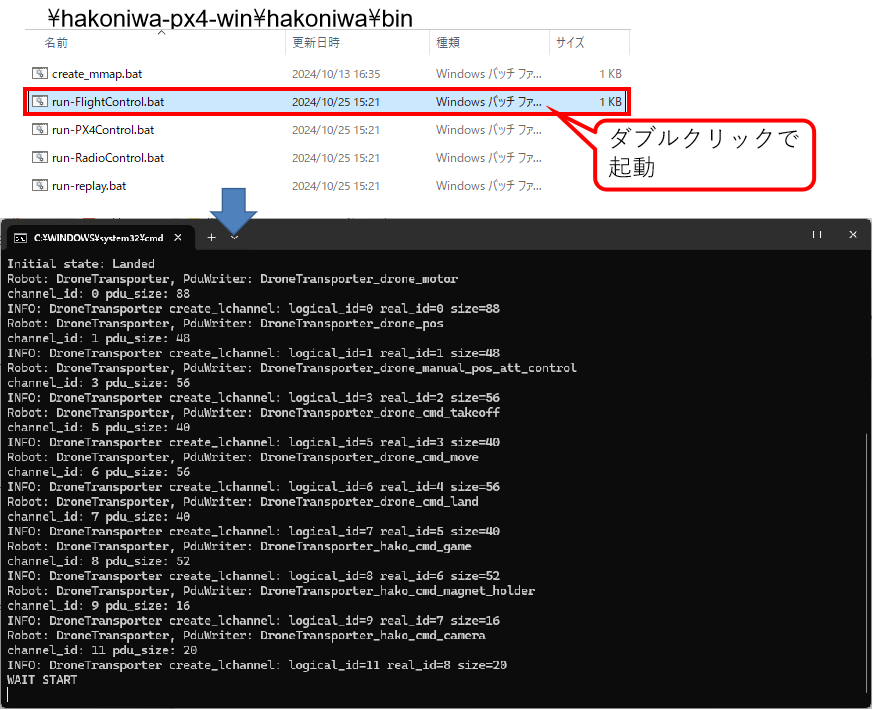 ¥hakoniwa-px4-win¥hakoniwa¥bin
名前 更新日時 種類 サイズ
create_mmap.bat 2024/10/13 16:35 Windows バッチ ファ... 1 KB
run-FlightControl.bat 2024/10/25 15:21 Windows バッチ ファ... 1 KB
run-PX4Control.bat 2024/10/25 15:21 Windows バッチ ファ...
run-RadioControl.bat 2024/10/25 15:21 Windows バッチ ファ...
run-replay.bat 2024/10/25 15:21 Windows バッチ ファ...
ダブルクリックで
起動
C:¥WINDOWS¥system32¥cmd
Initial state: Landed
Robot: DroneTransporter, PduWriter: DroneTransporter_drone_motor
channel_id: 0 pdu_size: 88
INFO: DroneTransporter create_lchannel: logical_id=0 real_id=0 size=88
Robot: DroneTransporter, PduWriter: DroneTransporter_drone_pos
channel_id: 1 pdu_size: 48
INFO: DroneTransporter create_lchannel: logical_id=1 real_id=1 size=48
Robot: DroneTransporter, PduWriter: DroneTransporter_drone_manual_pos_att_control
channel_id: 3 pdu_size: 56
INFO: DroneTransporter create_lchannel: logical_id=3 real_id=2 size=56
Robot: DroneTransporter, PduWriter: DroneTransporter_drone_cmd_takeoff
channel_id: 5 pdu_size: 40
INFO: DroneTransporter create_lchannel: logical_id=5 real_id=3 size=40
Robot: DroneTransporter, PduWriter: DroneTransporter_drone_cmd_move
channel_id: 6 pdu_size: 56
INFO: DroneTransporter create_lchannel: logical_id=6 real_id=4 size=56
Robot: DroneTransporter, PduWriter: DroneTransporter_drone_cmd_land
channel_id: 7 pdu_size: 40
INFO: DroneTransporter create_lchannel: logical_id=7 real_id=5 size=40
Robot: DroneTransporter, PduWriter: DroneTransporter_hako_cmd_game
channel_id: 8 pdu_size: 52
INFO: DroneTransporter create_lchannel: logical_id=8 real_id=6 size=52
Robot: DroneTransporter, PduWriter: DroneTransporter_hako_cmd_magnet_holder
channel_id: 9 pdu_size: 16
INFO: DroneTransporter create_lchannel: logical_id=9 real_id=7 size=16
Robot: DroneTransporter, PduWriter: DroneTransporter_hako_cmd_camera
channel_id: 11 pdu_size: 20
INFO: DroneTransporter create_lchannel: logical_id=11 real_id=8 size=20
WAIT START